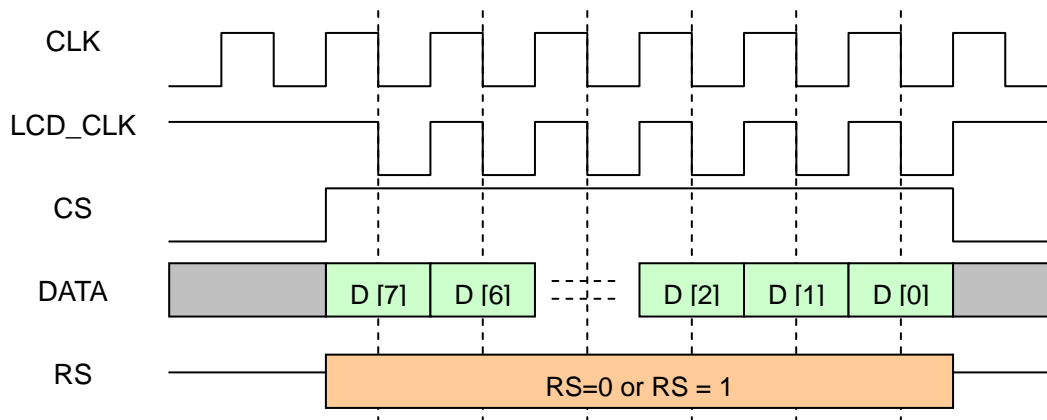 CLK
LCD_CLK
CS
DATA
D [7] D [6] D [2] D [1] D [0]
RS
RS=0 or RS = 1